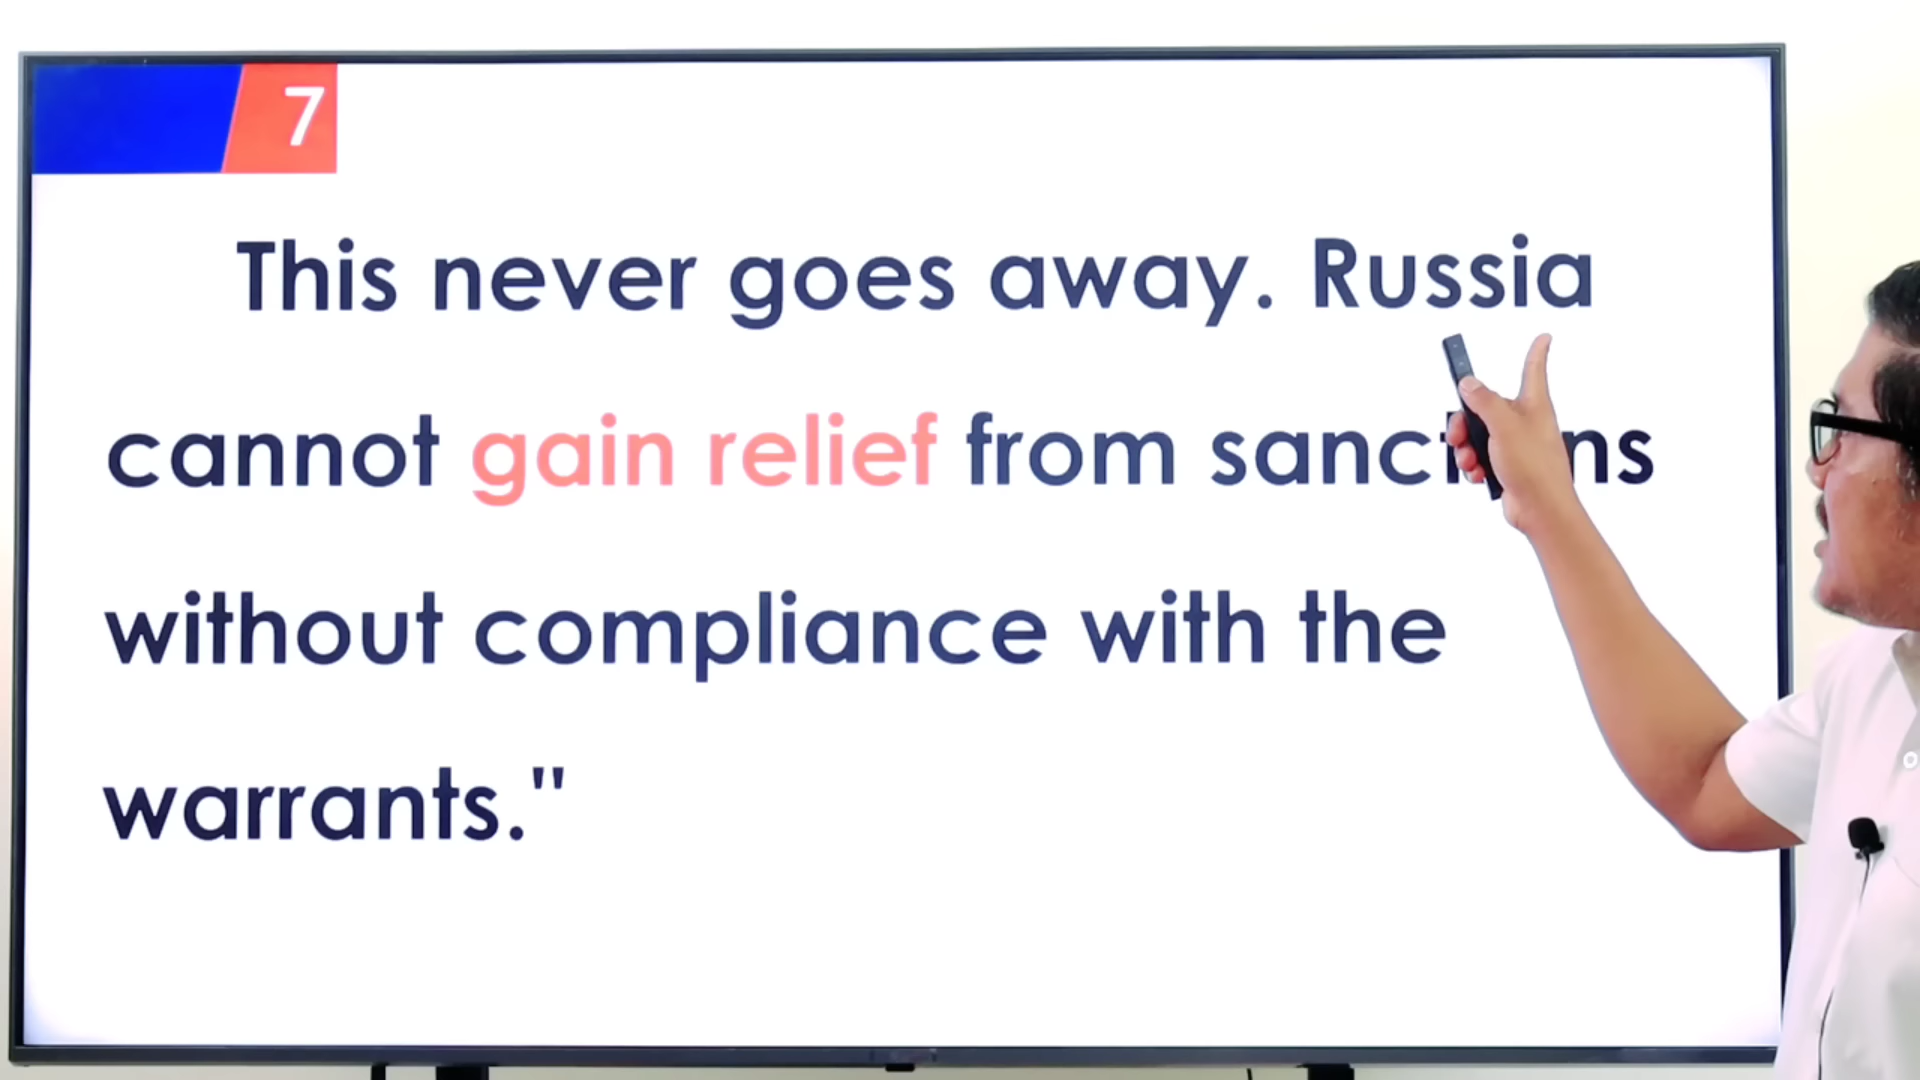 7
This never goes away. Russia
cannot gain relief from
without compliance with the
warrants."